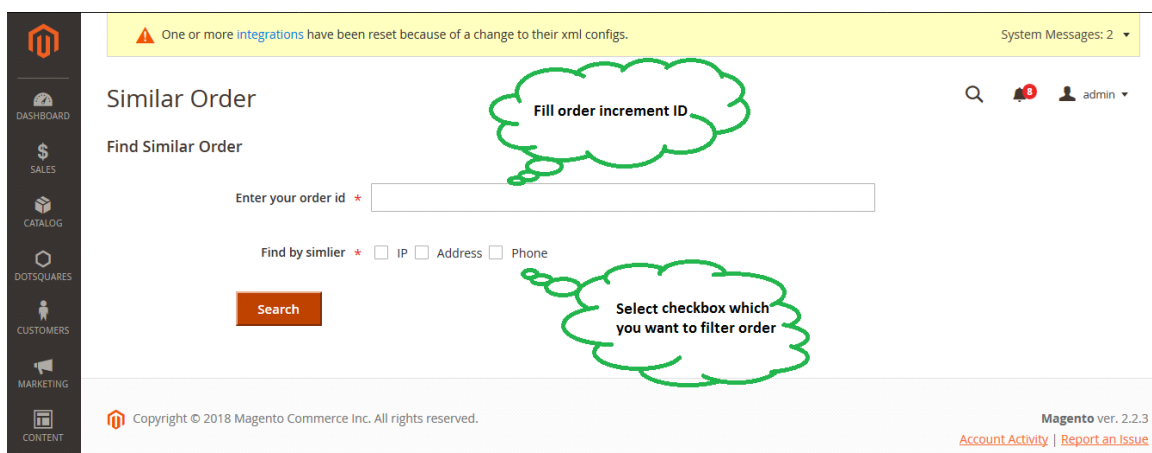 One or more integrations have been reset because of a change to their xml configs.
System Messages: 2
Similar Order
Fill order increment ID
8
admin
Find Similar Order
Enter your order id *
Find by simlier * IP Address Phone
Search
Select checkbox which
you want to filter order
DASHBOARD
$
SALES
CATALOG
DOTSQUARES
CUSTOMERS
MARKETING
CONTENT
Copyright © 2018 Magento Commerce Inc. All rights reserved.
Magento ver. 2.2.3
Account Activity | Report an Issue